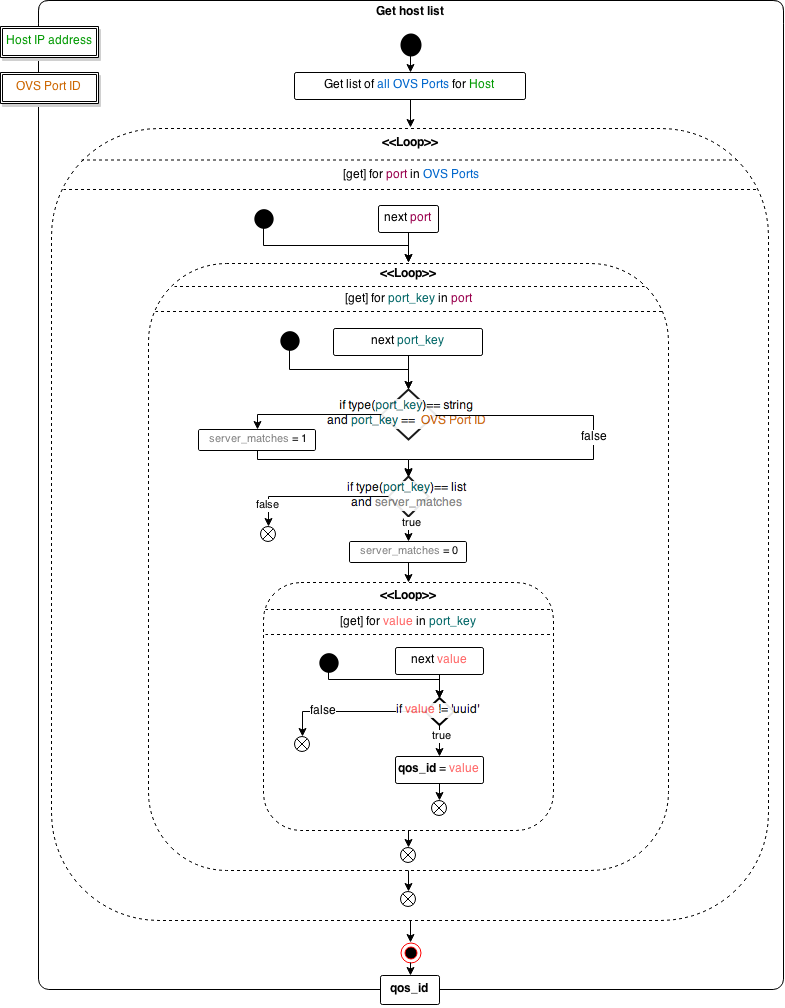 Get host list
Host IP address
OVS Port ID
Get list of all OVS Ports for Host
<<Loop>>
[get] for port in OVS Ports
next port
<<Loop>>
[get] for port_key in port
next port_key
if type(port_key)== string
and port_key == OVS Port ID
server_matches = 1
false
if type(port_key)== list
and server_matches
false
true
server_matches = 0
<<Loop>>
[get] for value in port_key
next value
if value != 'uuid'
false
true
qos_id = value
qos_id